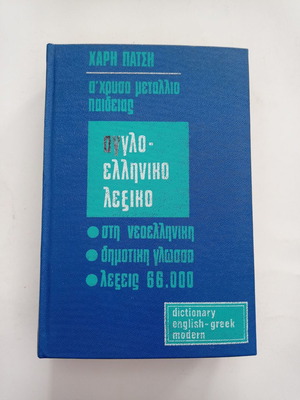 ΧΑΡΗ ΠΑΤΣΗ
α' χρυσο μεταλλιο
παιδειας
αγγλο-
ελληνικο
λεξικο
● στη νεοελληνικη
● δημοτικη γλωσσα
● λεξεις 66.000
dictionary
english-greek
modern